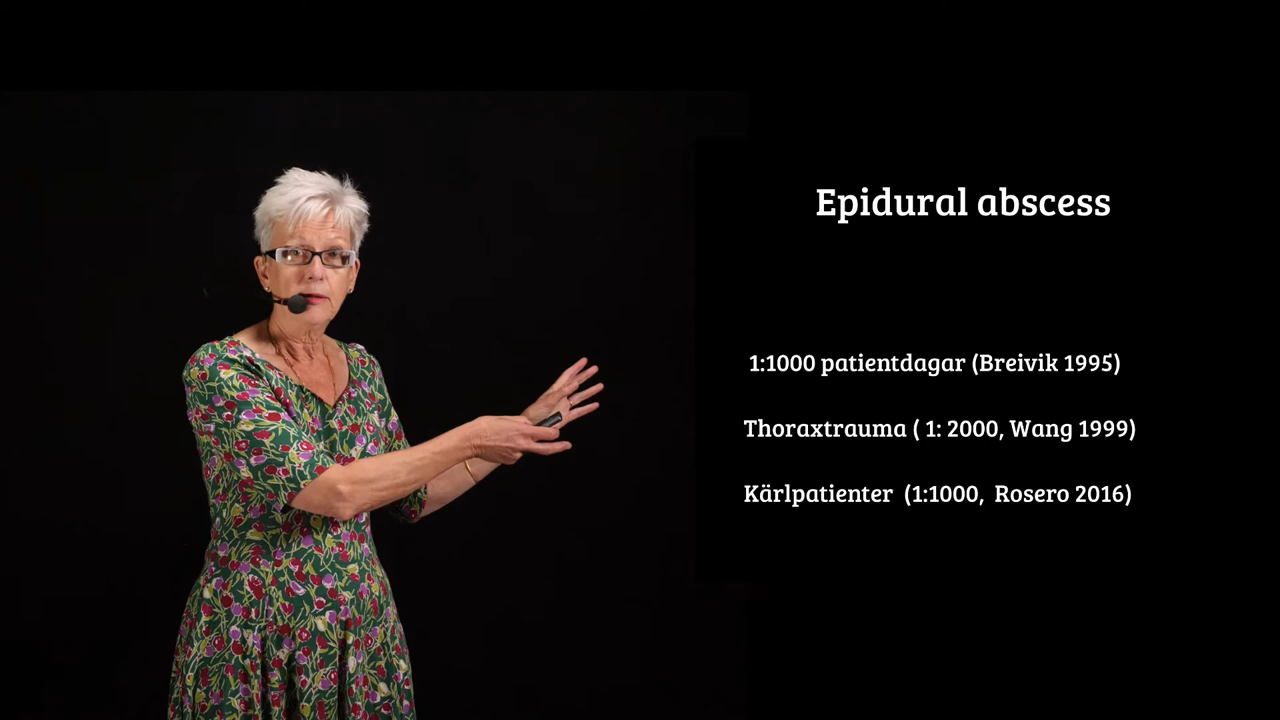 Epidural abscess
1:1000 patientdagar (Breivik 1995)
Thoraxtrauma ( 1: 2000, Wang 1999)
Kärlpatienter  (1:1000,  Rosero 2016)